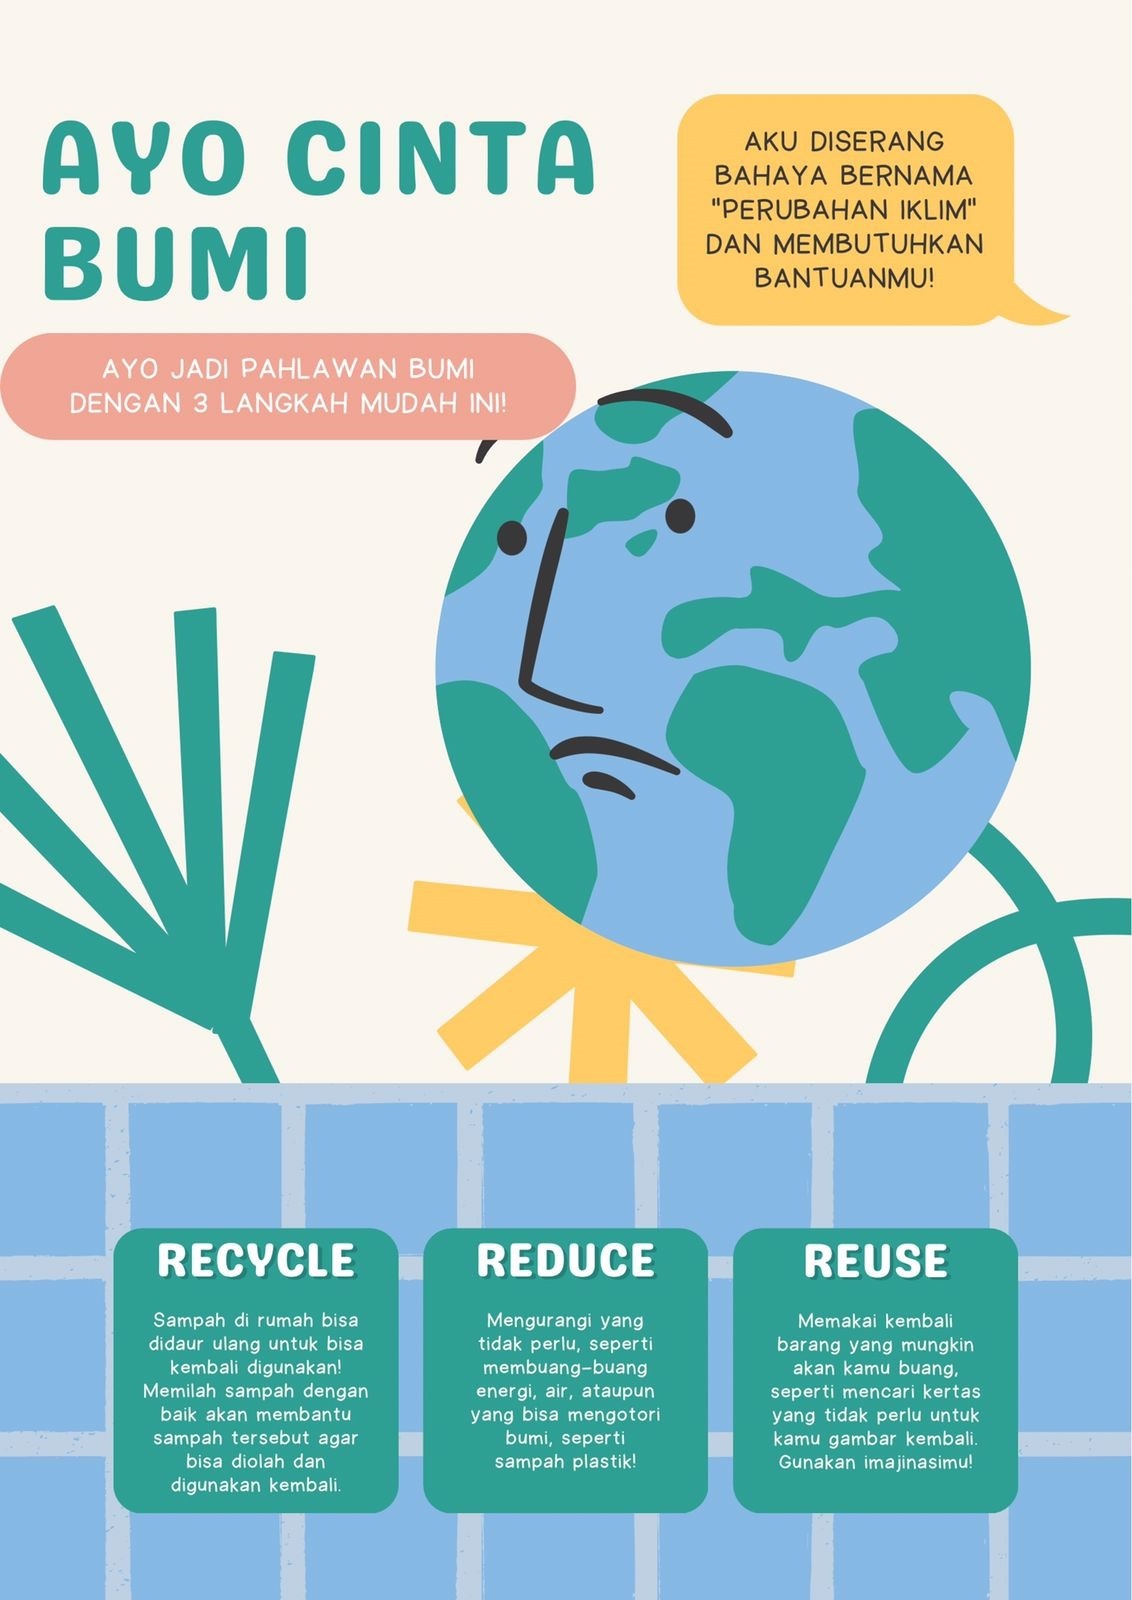 AYO CINTA
BUMI
AKU DISERANG
BAHAYA BERNAMA
"PERUBAHAN IKLIM"
DAN MEMBUTUHKAN
BANTUANMU!
AYO JADI PAHLAWAN BUMI
DENGAN 3 LANGKAH MUDAH INI!
RECYCLE
Sampah di rumah bisa
didaur ulang untuk bisa
kembali digunakan!
Memilah sampah dengan
baik akan membantu
sampah tersebut agar
bisa diolah dan
digunakan kembali.
REDUCE
Mengurangi yang
tidak perlu, seperti
membuang-buang
energi, air, ataupun
yang bisa mengotori
bumi, seperti
sampah plastik!
REUSE
Memakai kembali
barang yang mungkin
akan kamu buang,
seperti mencari kertas
yang tidak perlu untuk
kamu gambar kembali.
Gunakan imajinasimu!